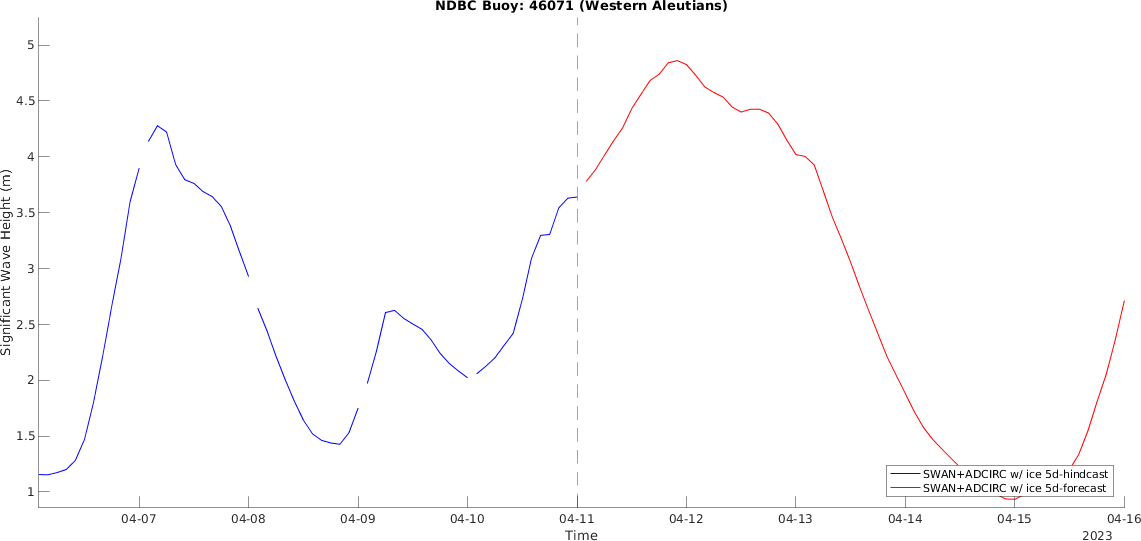 NDBC Buoy: 46071 (Western Aleutians)
5
4.5
4
3.5
3
2.5
2
1.5
1
Significant Wave Height (m)
SWAN+ADCIRC w/ ice 5d-hindcast
SWAN+ADCIRC w/ ice 5d-forecast
04-07 04-08 04-09 04-10 04-11 04-12 04-13 04-14 04-15 04-16
Time
2023